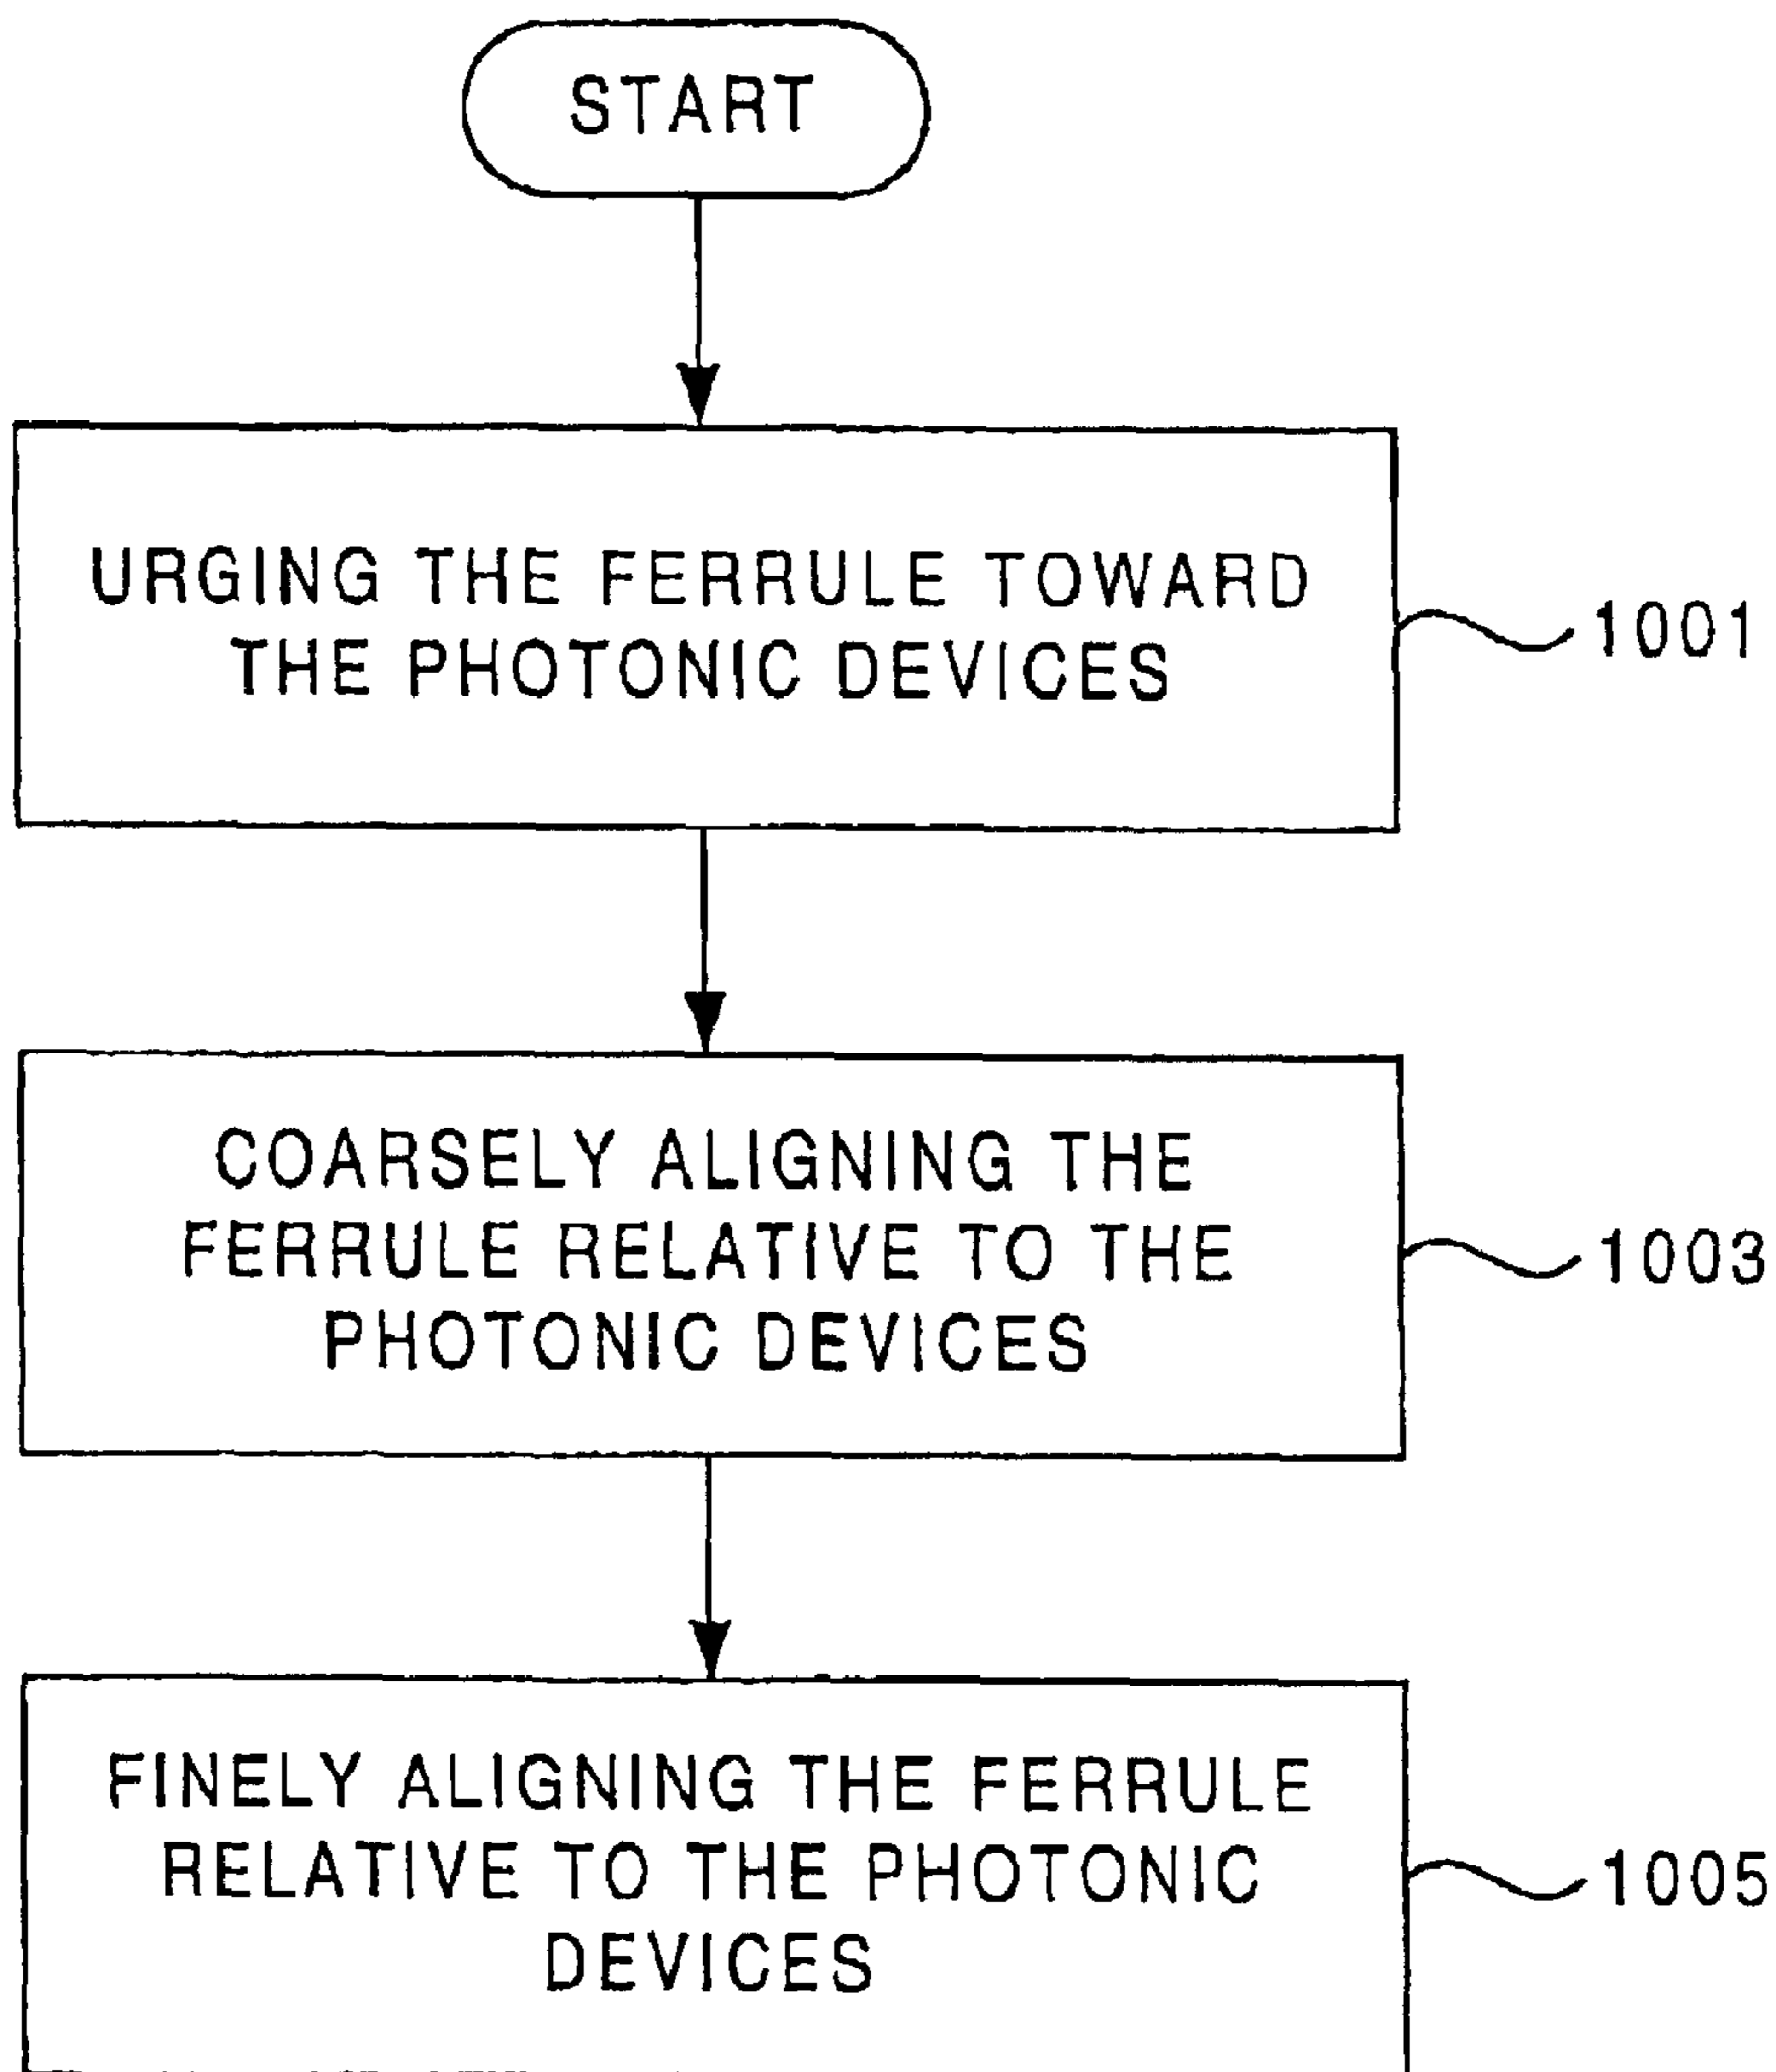 START
URGING THE FERRULE TOWARD
THE PHOTONIC DEVICES
1001
COARSELY ALIGNING THE
FERRULE RELATIVE TO THE
PHOTONIC DEVICES
1003
FINELY ALIGNING THE FERRULE
RELATIVE TO THE PHOTONIC
DEVICES
1005